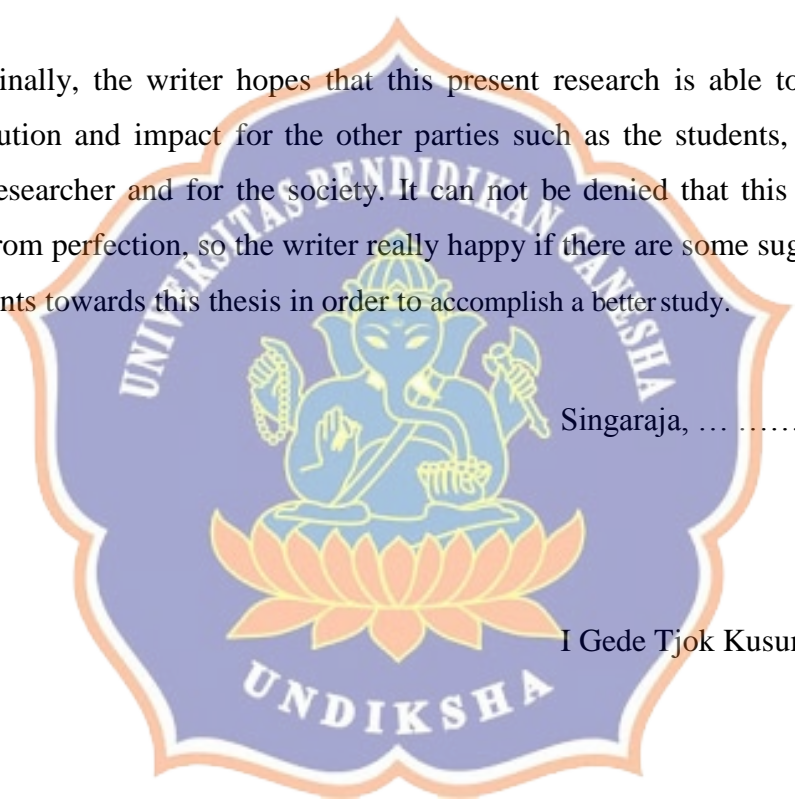 inally, the writer hopes that this present research is able to
ution and impact for the other parties such as the students,
esearcher and for the society. It can not be denied that this
rom perfection, so the writer really happy if there are some sug
nts towards this thesis in order to accomplish a better study.
UNIVERSITAS PENDIDIKAN GANESHA
Singaraja, … ……
I Gede Tjok Kusu
UNDIKSHA